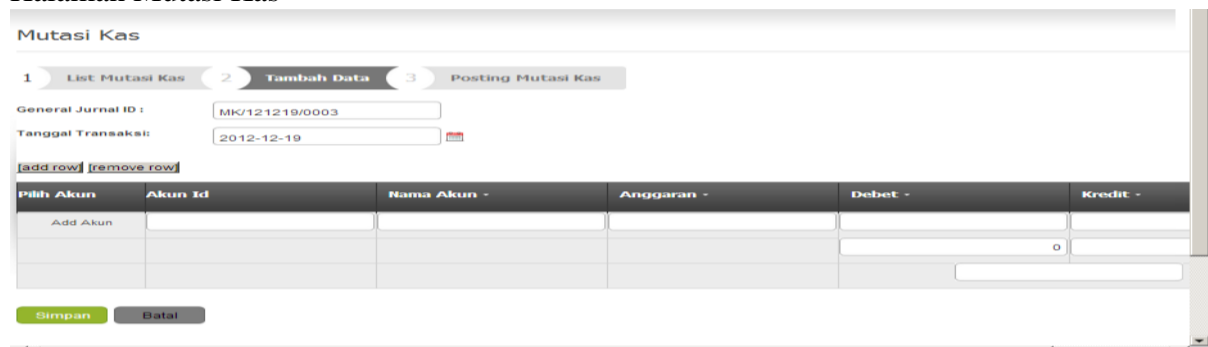 Mutasi Kas
1 List Mutasi Kas 2 Tambah Data 3 Posting Mutasi Kas
General Jurnal ID : MK/121219/0003
Tanggal Transaksi: 2012-12-19
[add row] [remove row]
Pilih Akun Akun Id Nama Akun - Anggaran - Debet - Kredit -
Add Akun
0
Simpan Batal